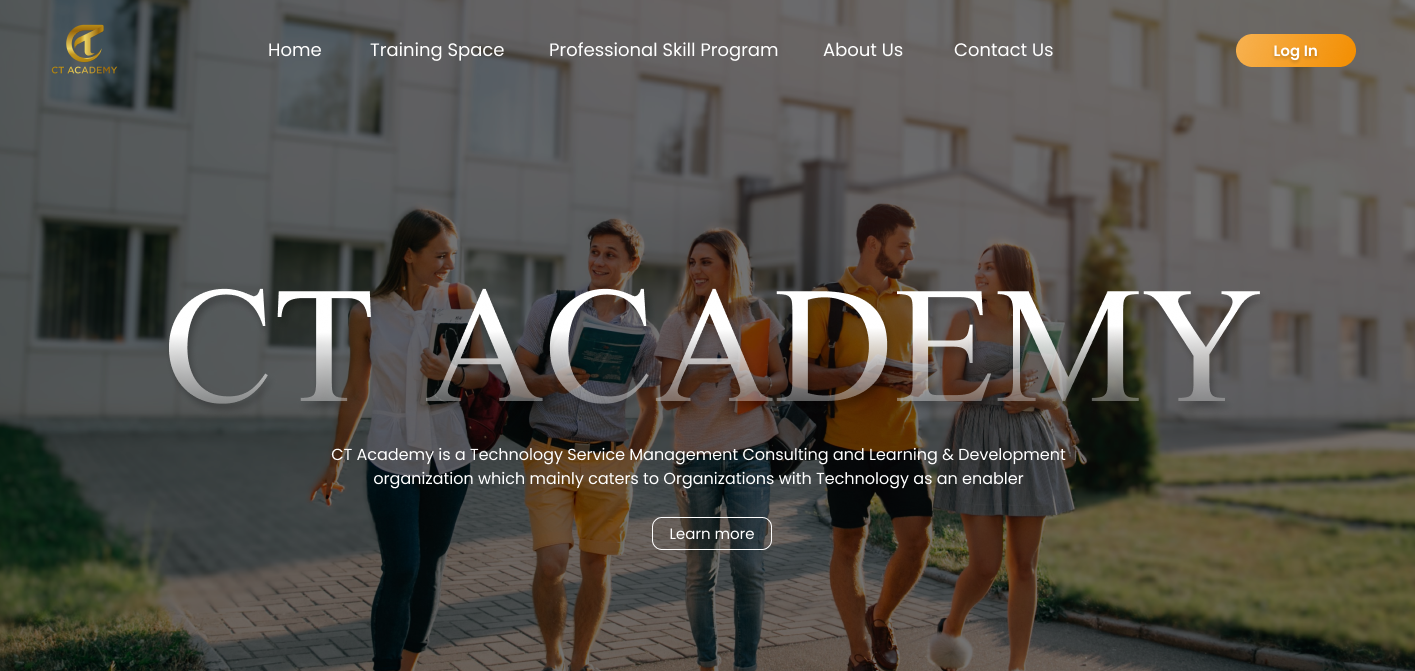 CT ACADEMY
Home
Training Space
Professional Skill Program
About Us
Contact Us
Log In
CT ACADEMY
CT Academy is a Technology Service Management Consulting and Learning & Development
organization which mainly caters to Organizations with Technology as an enabler
Learn more